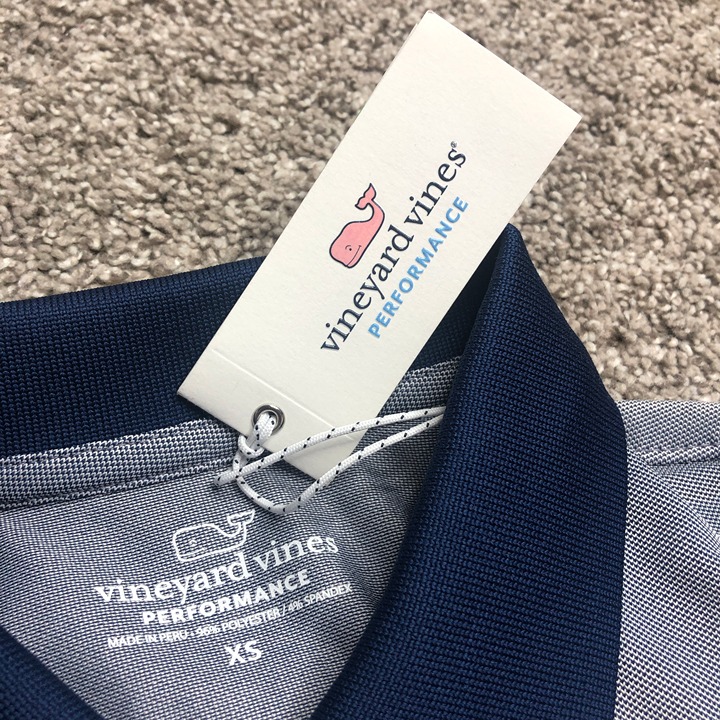 vineyard vines®
PERFORMANCE
vineyard vines
PERFORMANCE
MADE IN PERU • 96% POLYESTER / 4% SPANDEX
XS